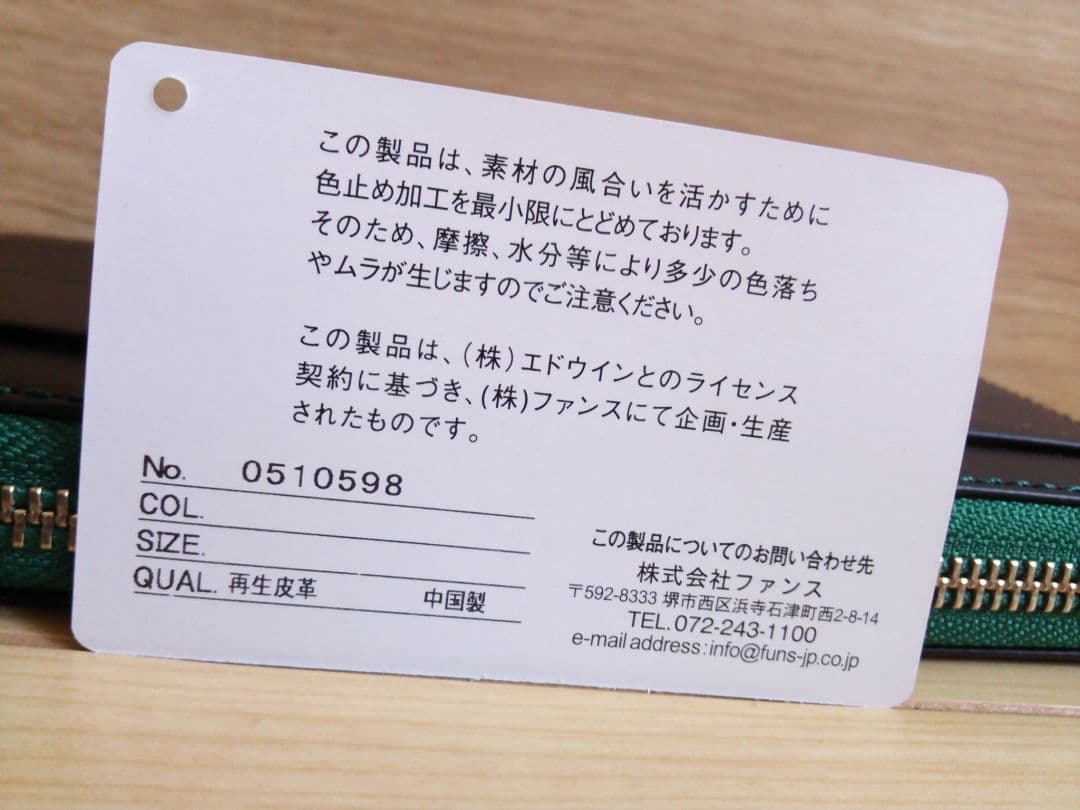 この製品は、素材の風合いを活かすために
色止め加工を最小限にとどめております。
そのため、摩擦、水分等により多少の色落ち
やムラが生じますのでご注意ください。
この製品は、(株)エドウインとのライセンス
契約に基づき、(株)ファンスにて企画・生産
されたものです。
No. 0510598
COL.
SIZE.
QUAL. 再生皮革 中国製
この製品についてのお問い合わせ先
株式会社ファンス
〒592-8333 堺市西区浜寺石津町西2-8-14
TEL.072-243-1100
e-mail address:info@funs-jp.co.jp